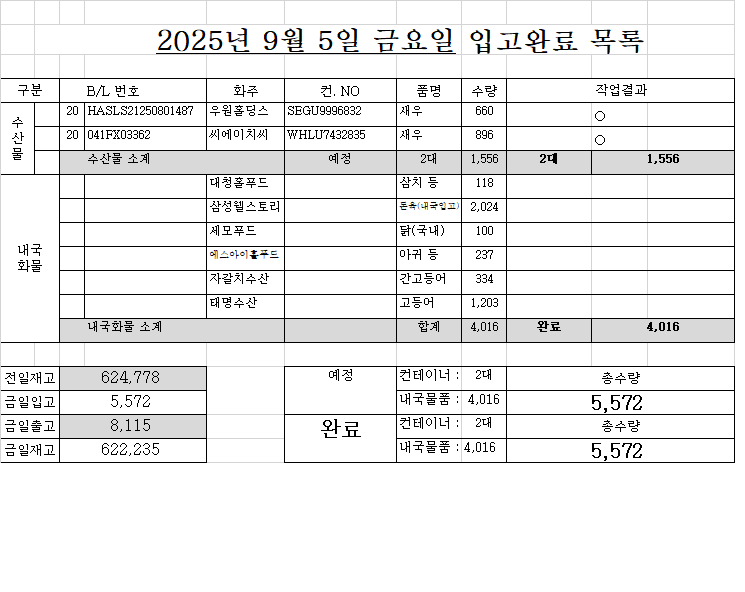 2025년 9월 5일 금요일 입고완료 목록
구분 B/L 번호 화주 컨. NO 품명 수량 작업결과
수산물
20 HASLS21250801487 우원홀딩스 SEGU9996832 새우 660 ○
20 041FX03362 씨에이치씨 WHLU7432835 새우 896 ○
수산물 소계 예정 2대 1,556 2대 1,556
내국
화물
대청홀푸드 삼치 등 118
삼성웰스토리 돈육(내국입고) 2,024
세모푸드 닭(국내) 100
에스아이홀푸드 아귀 등 237
자갈치수산 간고등어 334
태명수산 고등어 1,203
내국화물 소계 합계 4,016 완료 4,016
전일재고 624,778 예정 컨테이너 : 2대 총수량
금일입고 5,572 내국물품 : 4,016 5,572
금일출고 8,115 완료 컨테이너 : 2대 총수량
금일재고 622,235 내국물품 : 4,016 5,572